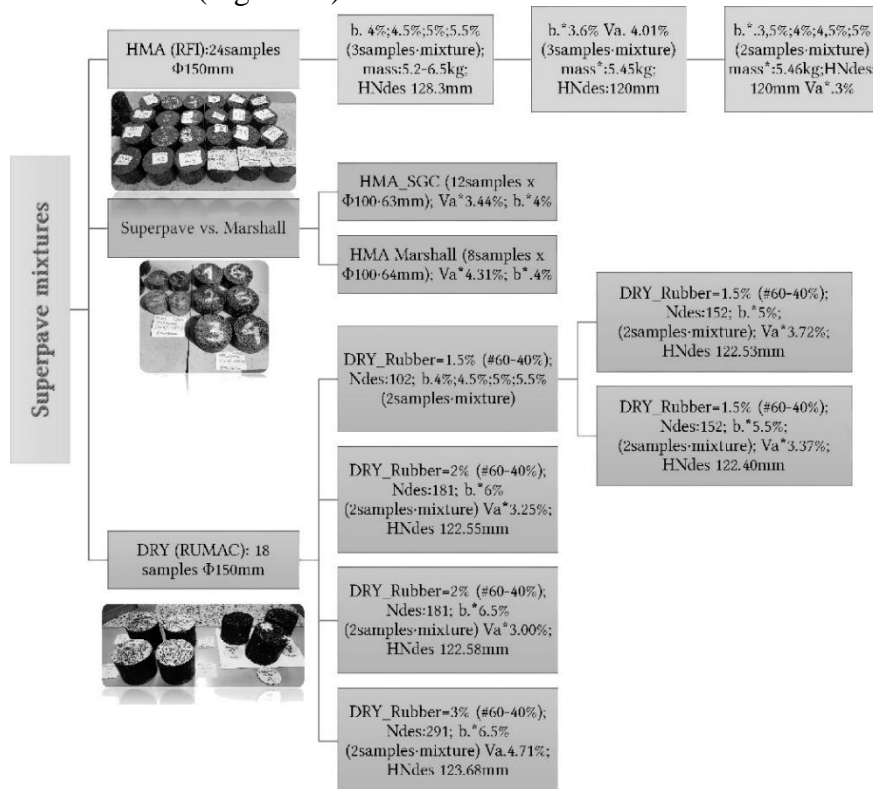 Superpave mixtures
HMA (RFI):24samples
Φ150mm
b. 4%;4.5%;5%;5.5%
(3samples·mixture);
mass:5.2-6.5kg;
HNdes 128.3mm
b.*3.6% Va. 4.01%
(3samples·mixture)
mass*:5.45kg;
HNdes:120mm
b.*.3,5%;4%;4,5%;5%
(2samples·mixture)
mass*:5.46kg;HNdes:
120mm Va*.3%
Superpave vs. Marshall
HMA_SGC (12samples x
Φ100·63mm); Va*3.44%; b.*4%
HMA Marshall (8samples x
Φ100·64mm); Va*4.31%; b*.4%
DRY (RUMAC): 18
samples Φ150mm
DRY_Rubber=1.5% (#60-40%);
Ndes:102; b.4%;4.5%;5%;5.5%
(2samples·mixture)
DRY_Rubber=1.5% (#60-40%);
Ndes:152; b.*5%;
(2samples·mixture); Va*3.72%;
HNdes 122.53mm
DRY_Rubber=1.5% (#60-40%);
Ndes:152; b.*5.5%;
(2samples·mixture); Va*3.37%;
HNdes 122.40mm
DRY_Rubber=2% (#60-40%);
Ndes:181; b.*6%
(2samples·mixture) Va*3.25%;
HNdes 122.55mm
DRY_Rubber=2% (#60-40%);
Ndes:181; b.*6.5%
(2samples·mixture) Va*3.00%;
HNdes 122.58mm
DRY_Rubber=3% (#60-40%);
Ndes:291; b.*6.5%
(2samples·mixture) Va.4.71%;
HNdes 123.68mm